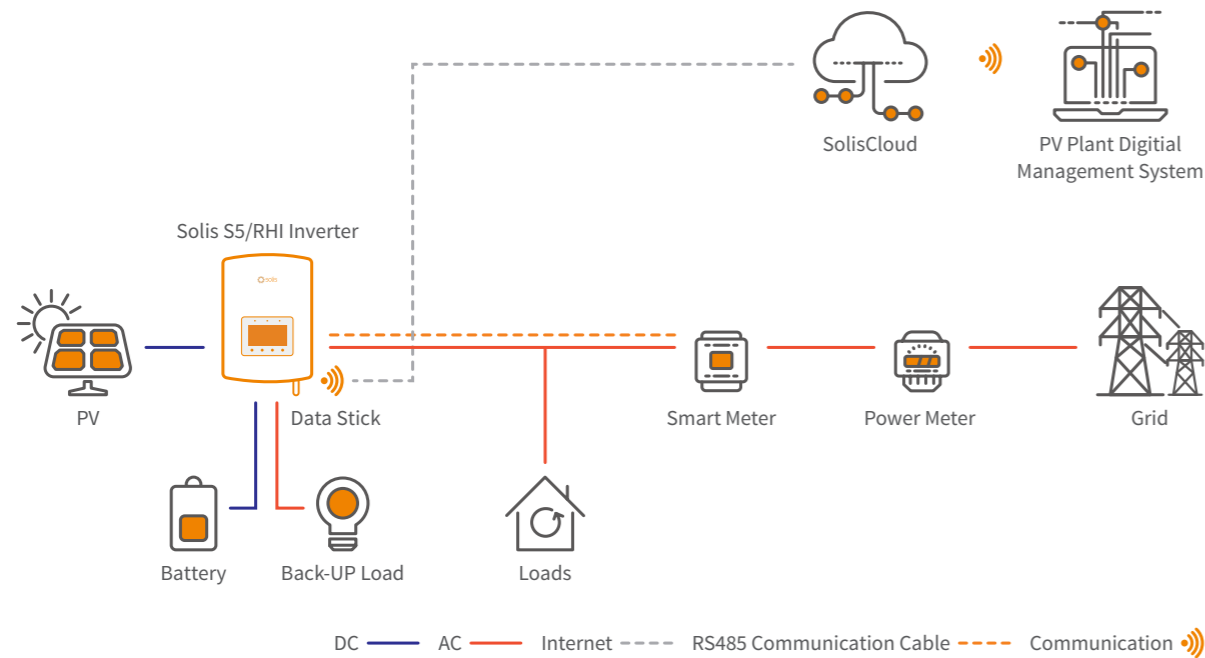 SolisCloud
PV Plant Digitial
Management System
Solis S5/RHI Inverter
solis
PV
Data Stick
Smart Meter
Power Meter
Grid
Battery
Back-UP Load
Loads
DC
AC
Internet
RS485 Communication Cable
Communication